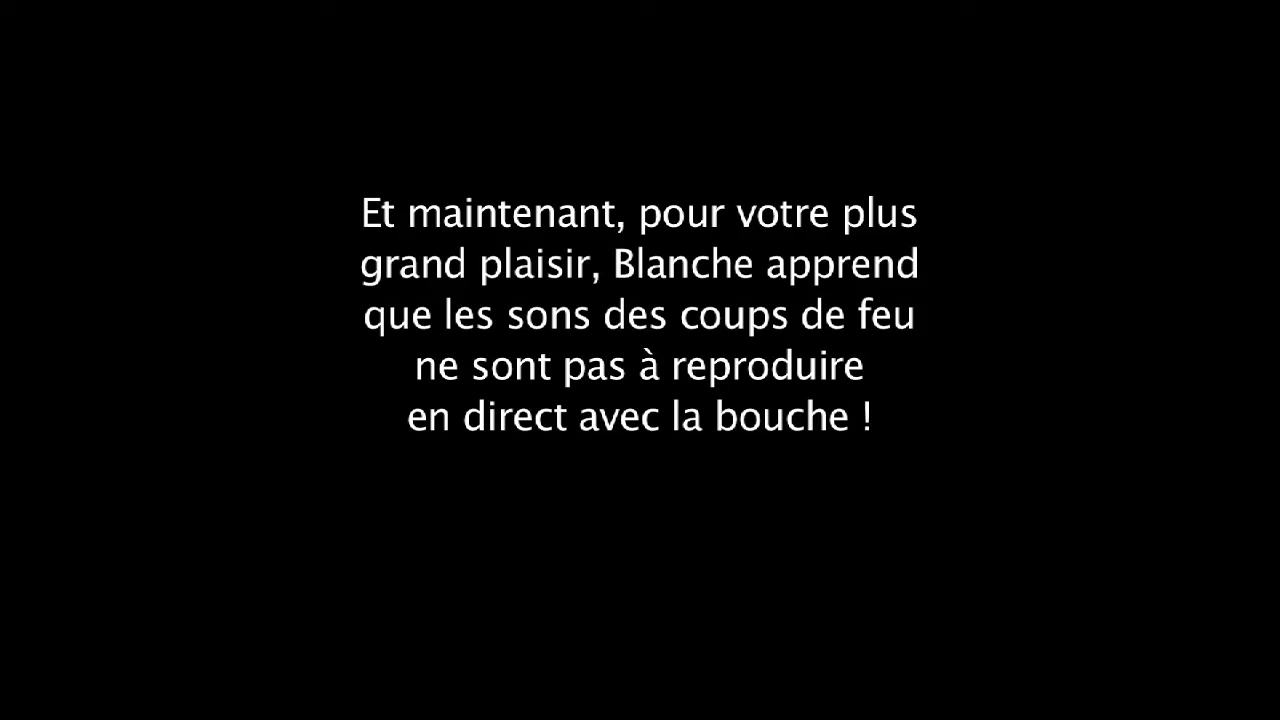 Et maintenant, pour votre plus
grand plaisir, Blanche apprend
que les sons des coups de feu
ne sont pas à reproduire
en direct avec la bouche !